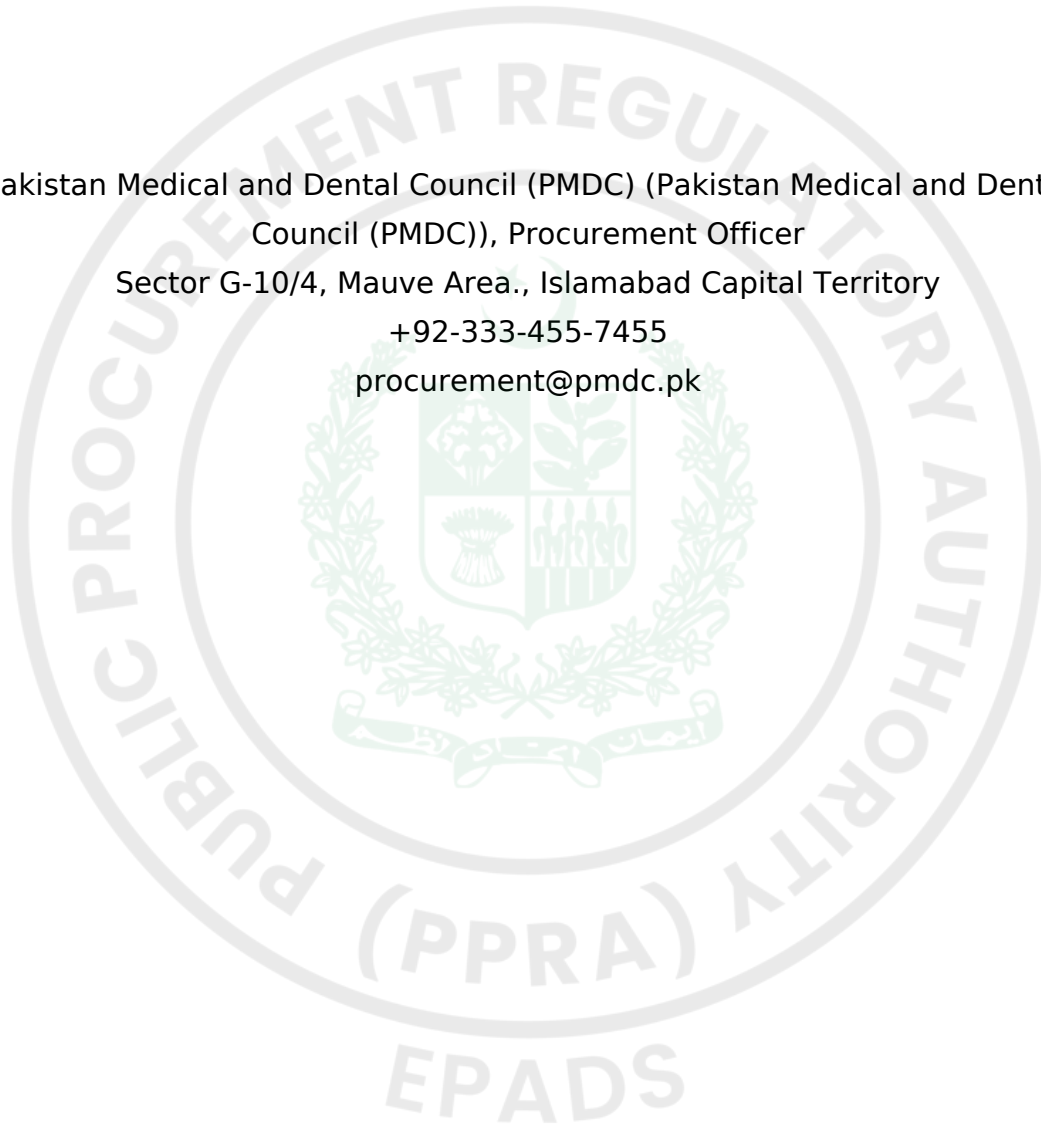 akistan Medical and Dental Council (PMDC) (Pakistan Medical and Dent
Council (PMDC)), Procurement Officer
Sector G-10/4, Mauve Area., Islamabad Capital Territory
+92-333-455-7455
procurement@pmdc.pk
PUBLIC PROCUREMENT REGULATORY AUTHORITY
(PPRA)
EPADS